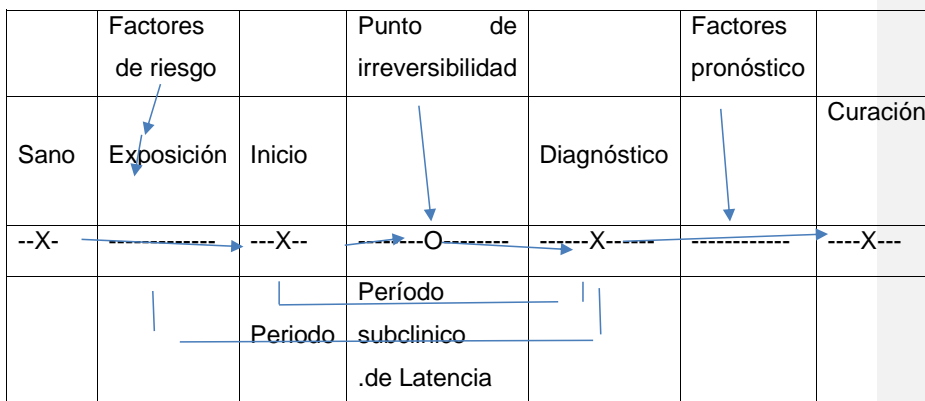 Factores
de riesgo
Punto de
irreversibilidad
Factores
pronóstico
Sano
Exposición
Inicio
Diagnóstico
Curación
--X-
-------------
---X--
--------O--------
------X------
------------
----X---
Periodo
Período
subclinico
.de Latencia